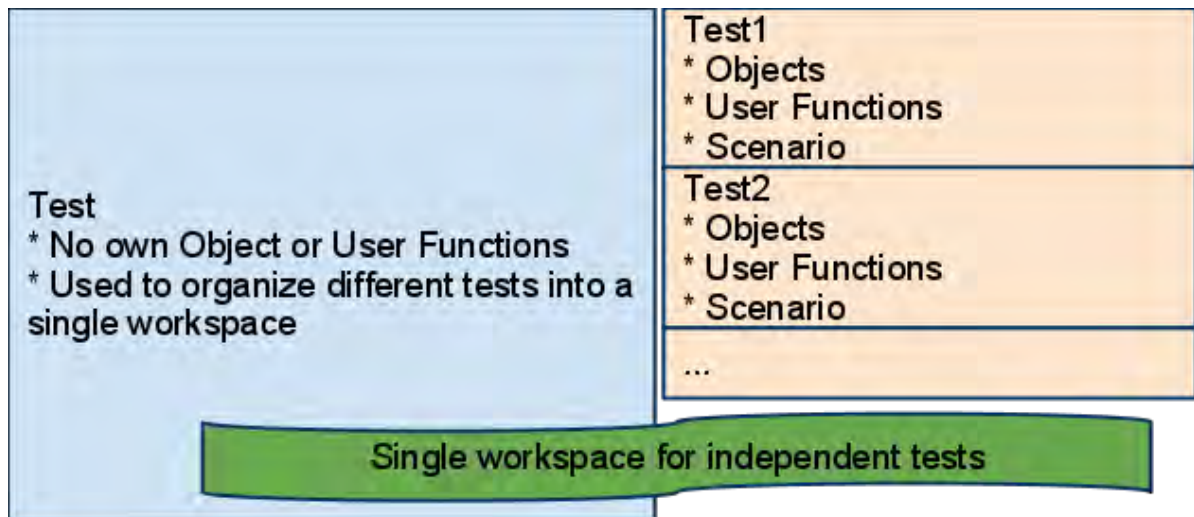 Test
* No own Object or User Functions
* Used to organize different tests into a
single workspace
Test1
* Objects
* User Functions
* Scenario
Test2
* Objects
* User Functions
* Scenario
...
Single workspace for independent tests